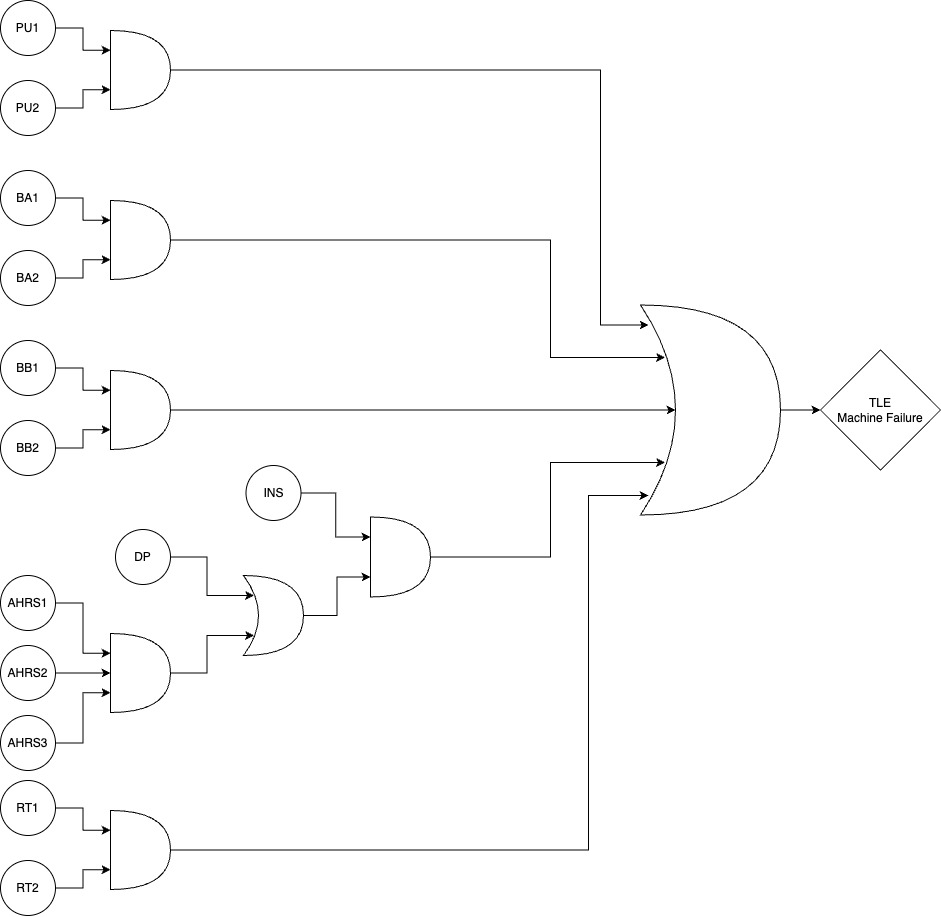 PU1
PU2
BA1
BA2
BB1
BB2
INS
DP
AHRS1
AHRS2
AHRS3
RT1
RT2
TLE
Machine Failure